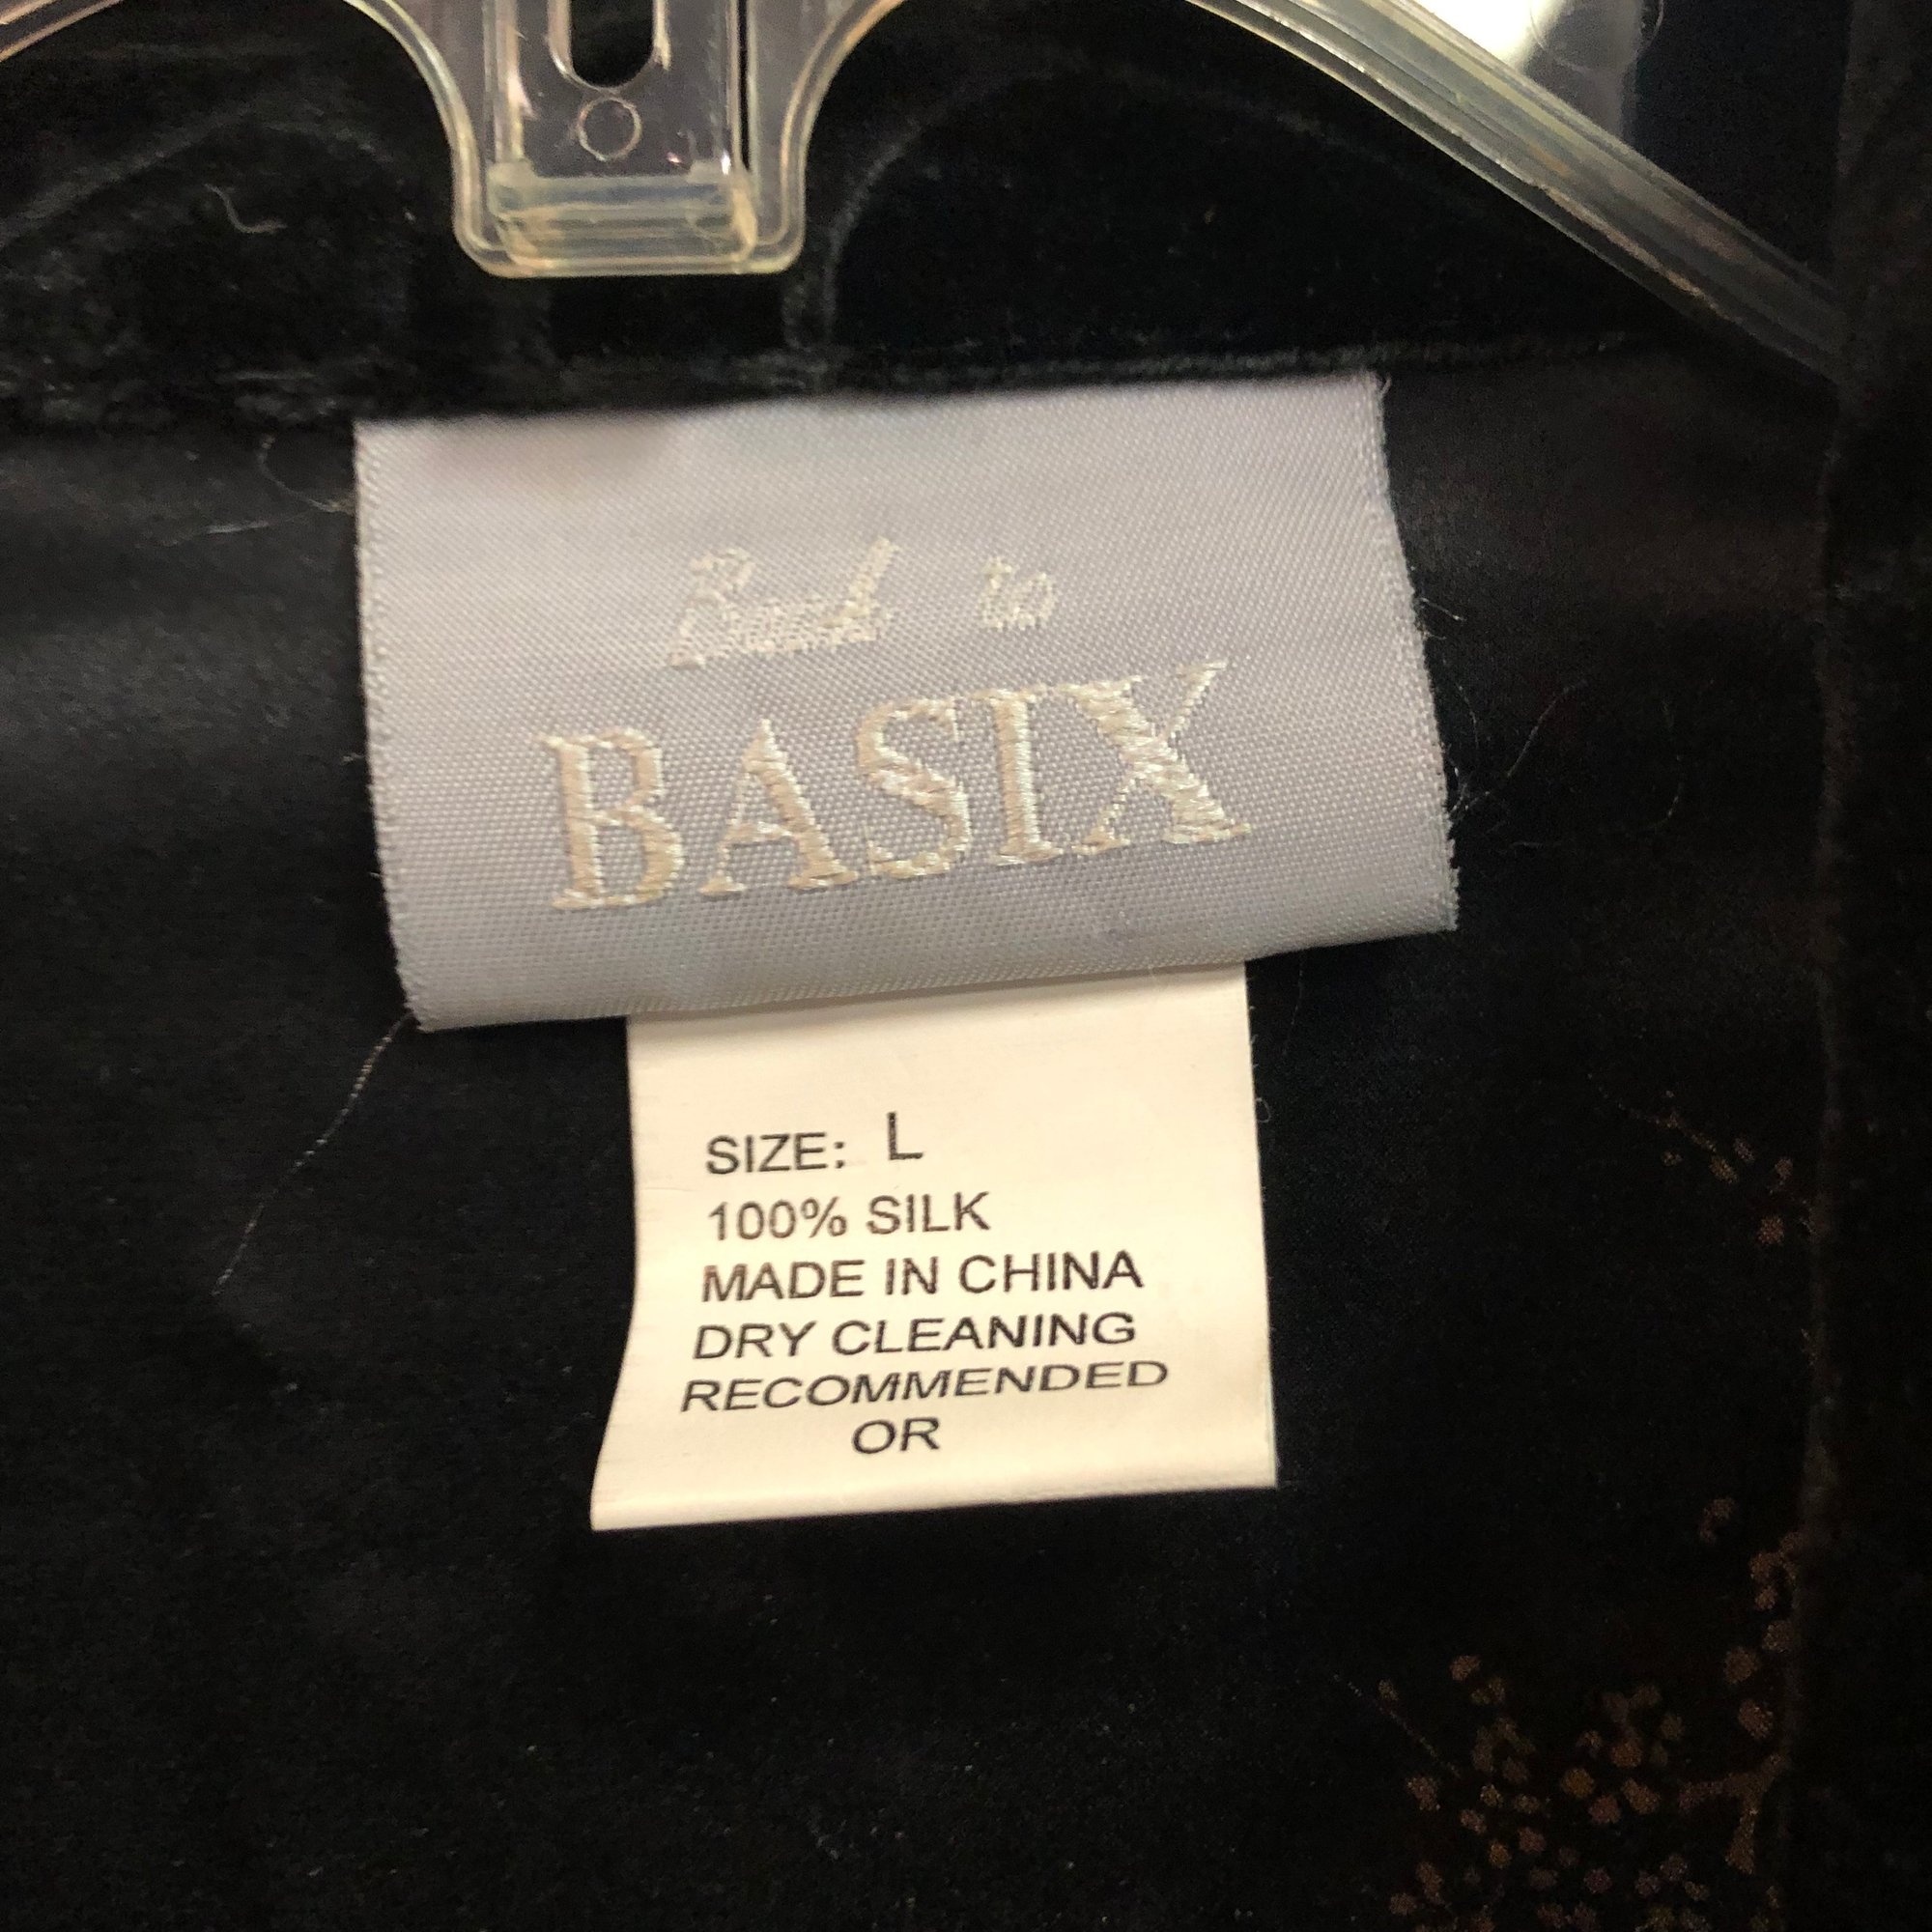 Back to
BASIX
SIZE: L
100% SILK
MADE IN CHINA
DRY CLEANING
RECOMMENDED
OR